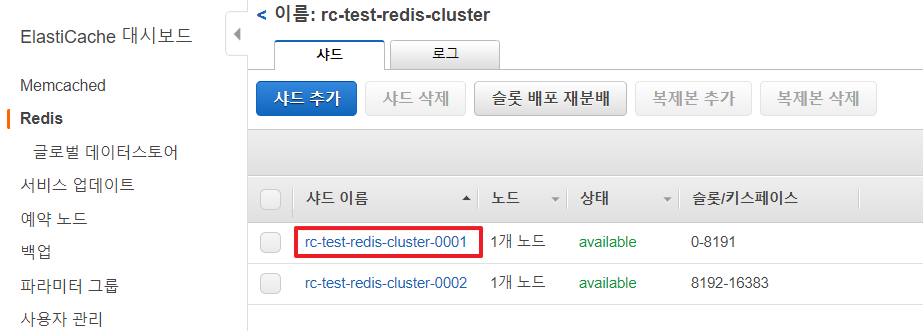 ElastiCache 대시보드
Memcached
Redis
글로벌 데이터스토어
서비스 업데이트
예약 노드
백업
파라미터 그룹
사용자 관리
< 이름: rc-test-redis-cluster
샤드 로그
샤드 추가 샤드 삭제 슬롯 배포 재분배 복제본 추가 복제본 삭제
샤드 이름 노드 상태 슬롯/키스페이스
rc-test-redis-cluster-0001 1개 노드 available 0-8191
rc-test-redis-cluster-0002 1개 노드 available 8192-16383